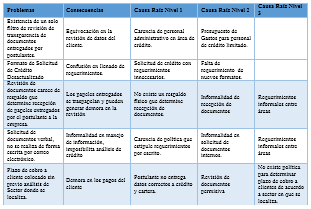 Problemas Consecuencias Causa Raíz Nivel 1 Causa Raíz Nivel 2 Causa Raíz Nivel 3
Existencia de un solo filtro de revisión de transparencia de documentos entregados por postulantes.
Equivocación en la revisión de datos del cliente.
Carencia de personal administrativo en área de crédito.
Presupuesto de Gastos para personal de crédito limitado.
Formato de Solicitud de Crédito Desactualizado
Confusión en llenado de requerimientos.
Solicitud de crédito con requerimientos innecesarios.
Falta de requerimiento de nuevos formatos.
Revisión de documentos carece de respaldo que determine recepción de papeles entregados por el postulante a la empresa.
Los papeles entregados se traspapelan y pueden generar demora en la revisión
No existe un respaldo físico que determine recepción de documentos.
Informalidad en recepción de documentos
Requerimientos informales entre áreas
Solicitud de documentos verbal, no se realiza de forma escrita por correo electrónico.
Informalidad en manejo de información, imposibilita análisis de crédito.
Carencia de política que estipule requerimientos por escrito.
Informalidad en solicitud de documentos internos.
Requerimientos informales entre áreas
Plazo de cobro a cliente colocado sin previo análisis de Sector donde se localiza.
Demora en los pagos del cliente
Postulante no entrega datos correctos a crédito y cartera.
Revisión de documentos permisiva.
No existe política para determinar plazo de cobro a clientes de acuerdo a sector en que se localiza.